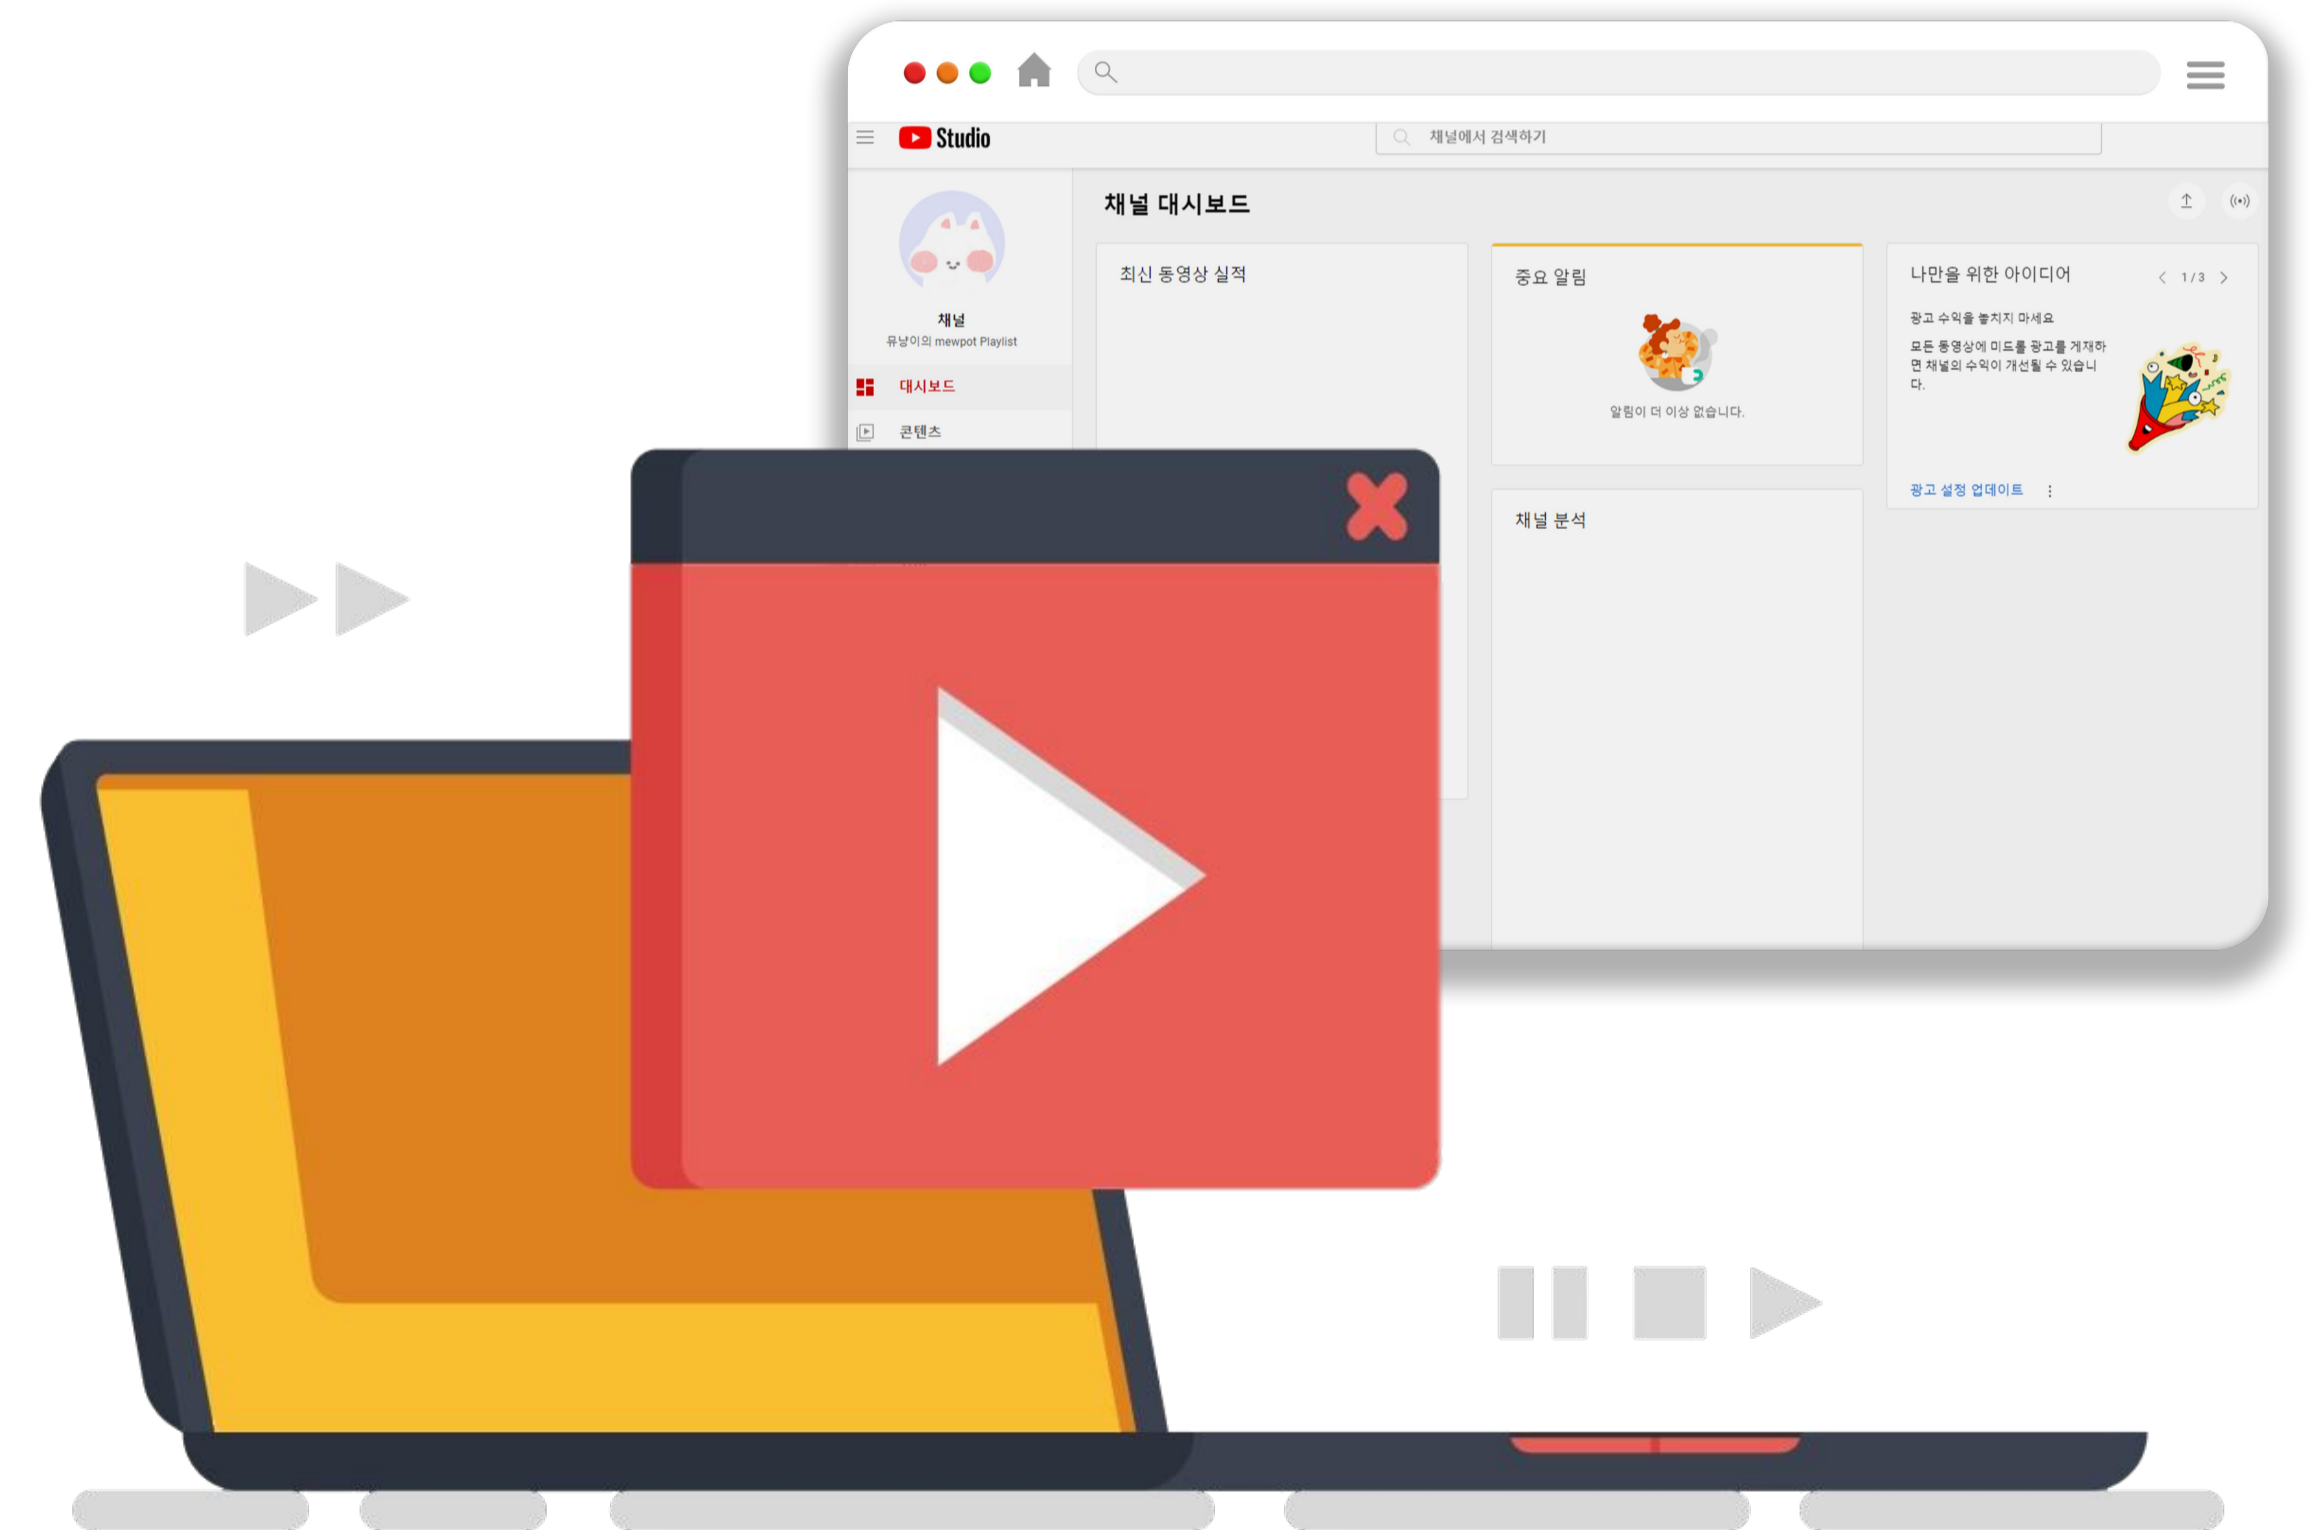 Studio
채널에서 검색하기
채널 대시보드
최신 동영상 실적
중요 알림
나만을 위한 아이디어
1 / 3
광고 수익을 놓치지 마세요
모든 동영상에 미드롤 광고를 게재하
면 채널의 수익이 개선될 수 있습니
다.
채널
뮤냥이의 mewpot Playlist
대시보드
알림이 더 이상 없습니다.
콘텐츠
광고 설정 업데이트
채널 분석